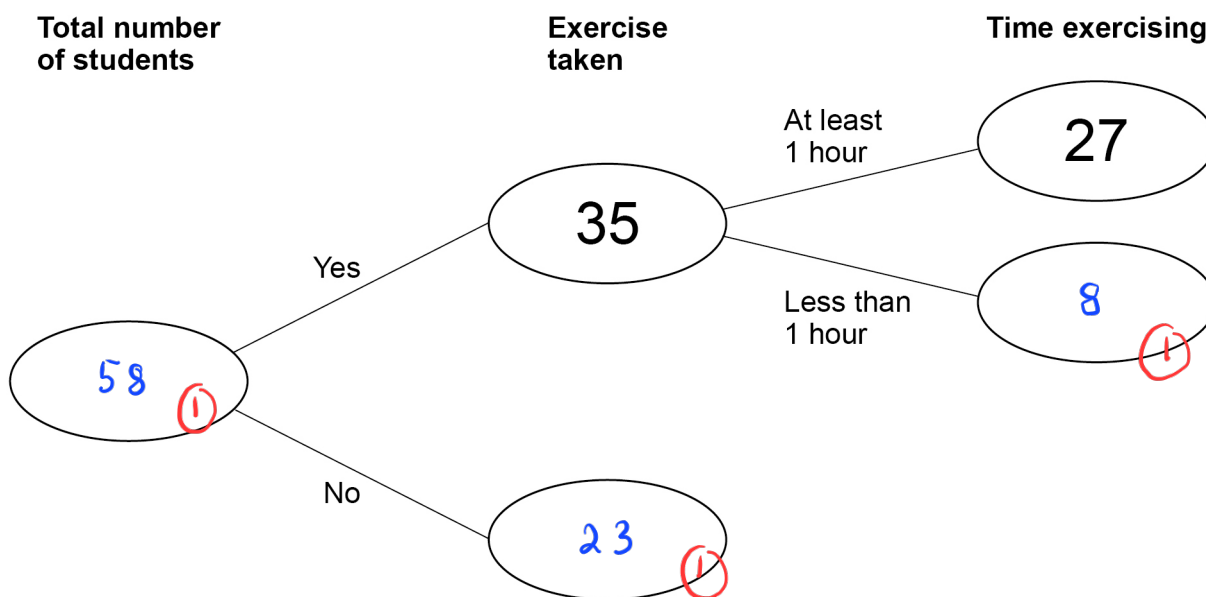 Total number
of students
Exercise
taken
Time exercising
At least
1 hour
27
35
Yes
Less than
1 hour
8
1
58
1
No
23
1